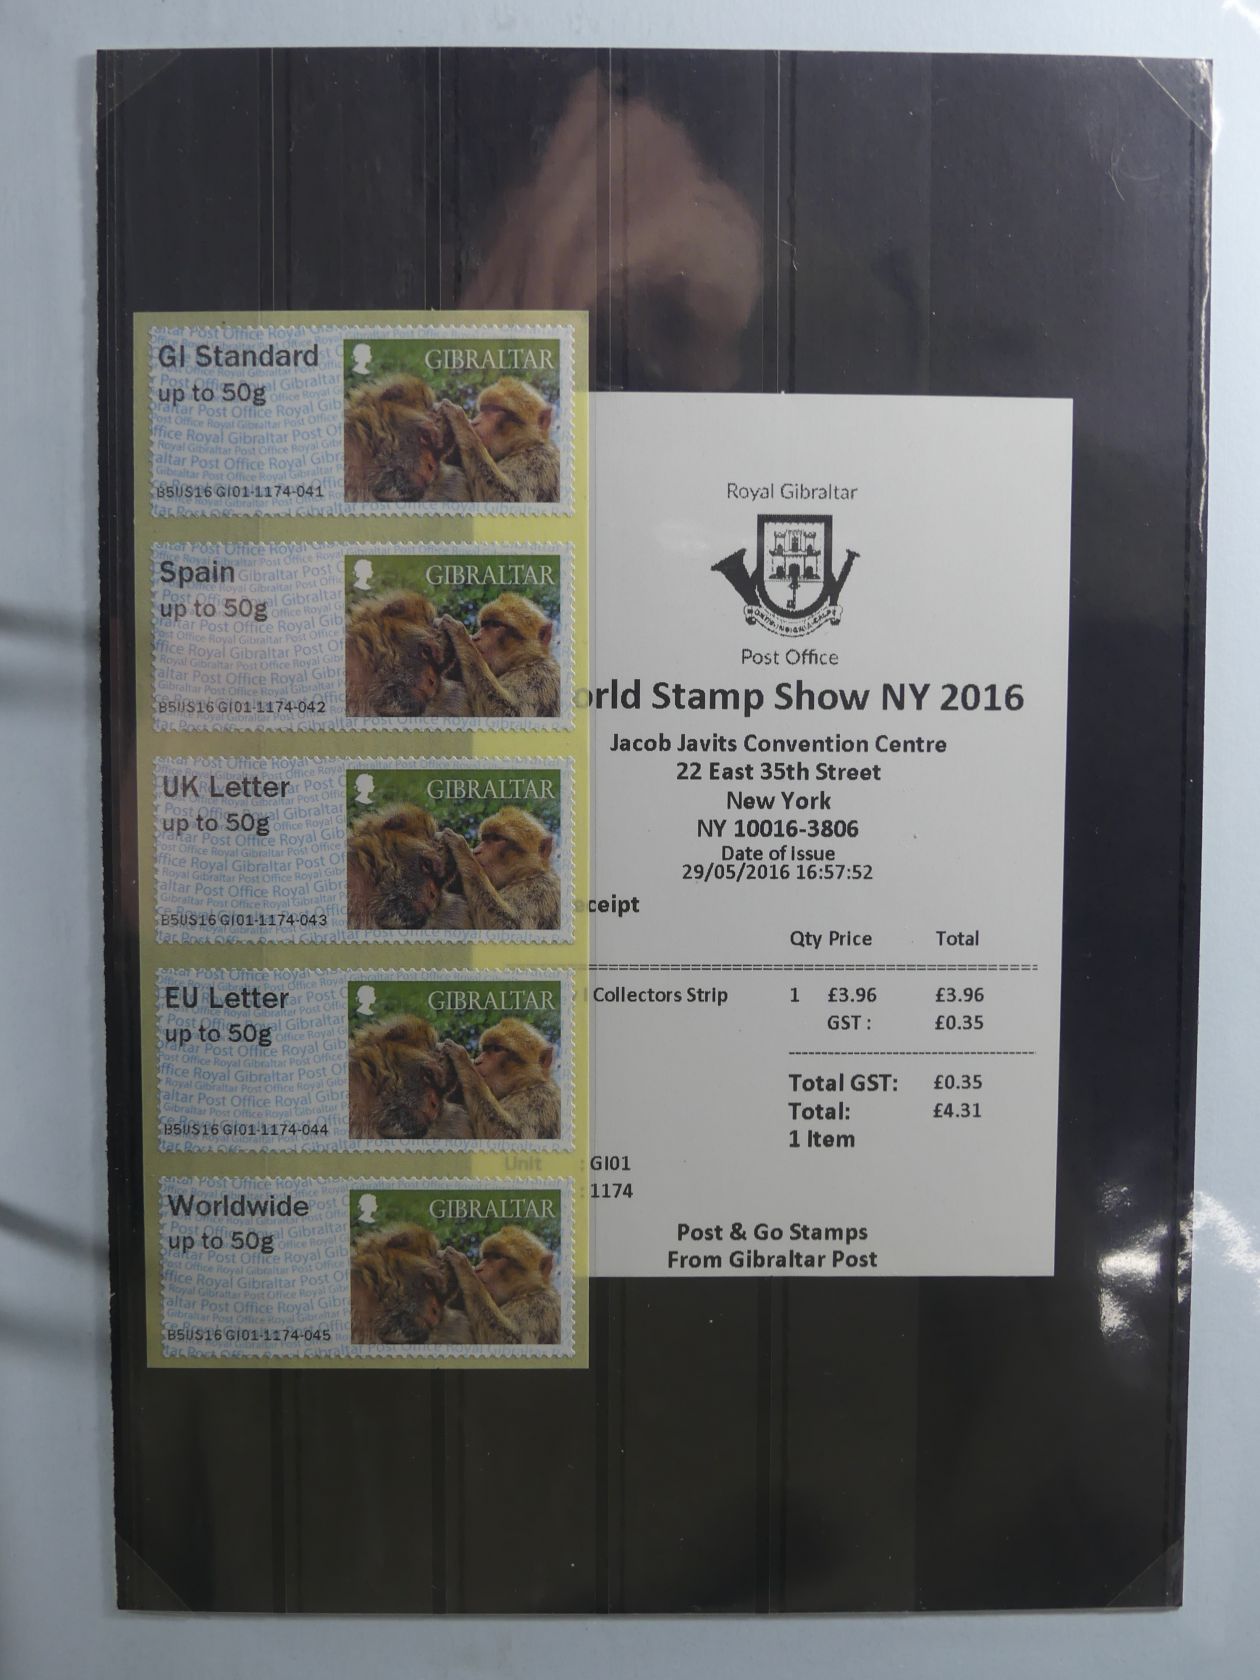 GI Standard
up to 50g
GIBRALTAR
B5US16 GI01-1174-041
Spain
up to 50g
GIBRALTAR
B5US16 GI01-1174-042
UK Letter
up to 50g
GIBRALTAR
B5US16 GI01-1174-043
EU Letter
up to 50g
GIBRALTAR
B5US16 GI01-1174-044
Worldwide
up to 50g
GIBRALTAR
B5US16 GI01-1174-045
Royal Gibraltar
Post Office
orld Stamp Show NY 2016
Jacob Javits Convention Centre
22 East 35th Street
New York
NY 10016-3806
Date of Issue
29/05/2016 16:57:52
eceipt
Qty Price Total
Collectors Strip 1 £3.96 £3.96
GST : £0.35
Total GST: £0.35
Total: £4.31
1 Item
Unit : GI01
: 1174
Post & Go Stamps
From Gibraltar Post